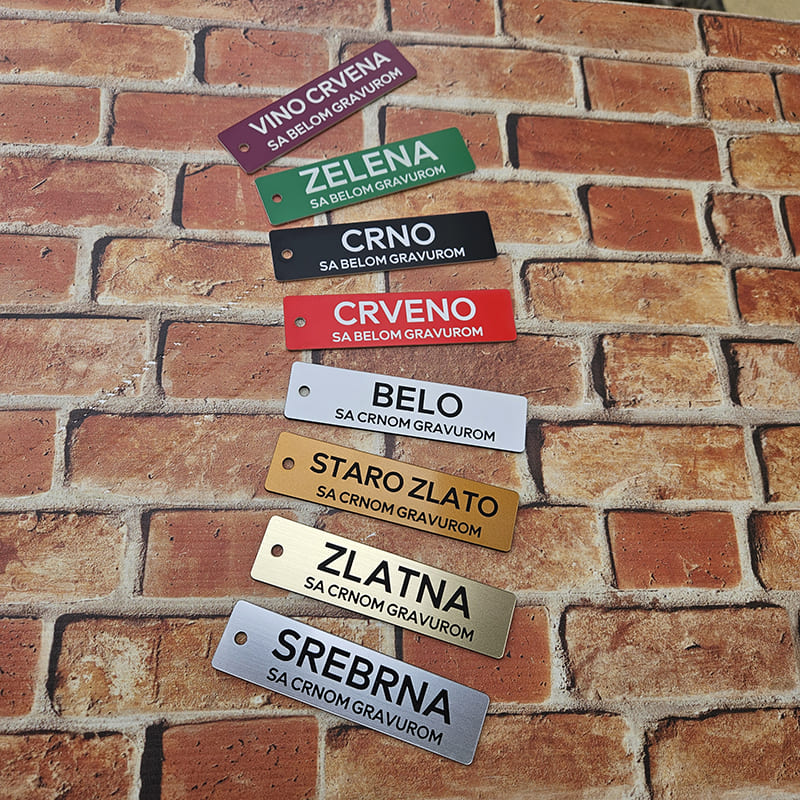 VINO CRVENA
SA BELOM GRAVUROM
ZELENA
SA BELOM GRAVUROM
CRNO
SA BELOM GRAVUROM
CRVENO
SA BELOM GRAVUROM
BELO
SA CRNOM GRAVUROM
STARO ZLATO
SA CRNOM GRAVUROM
ZLATNA
SA CRNOM GRAVUROM
SREBRNA
SA CRNOM GRAVUROM